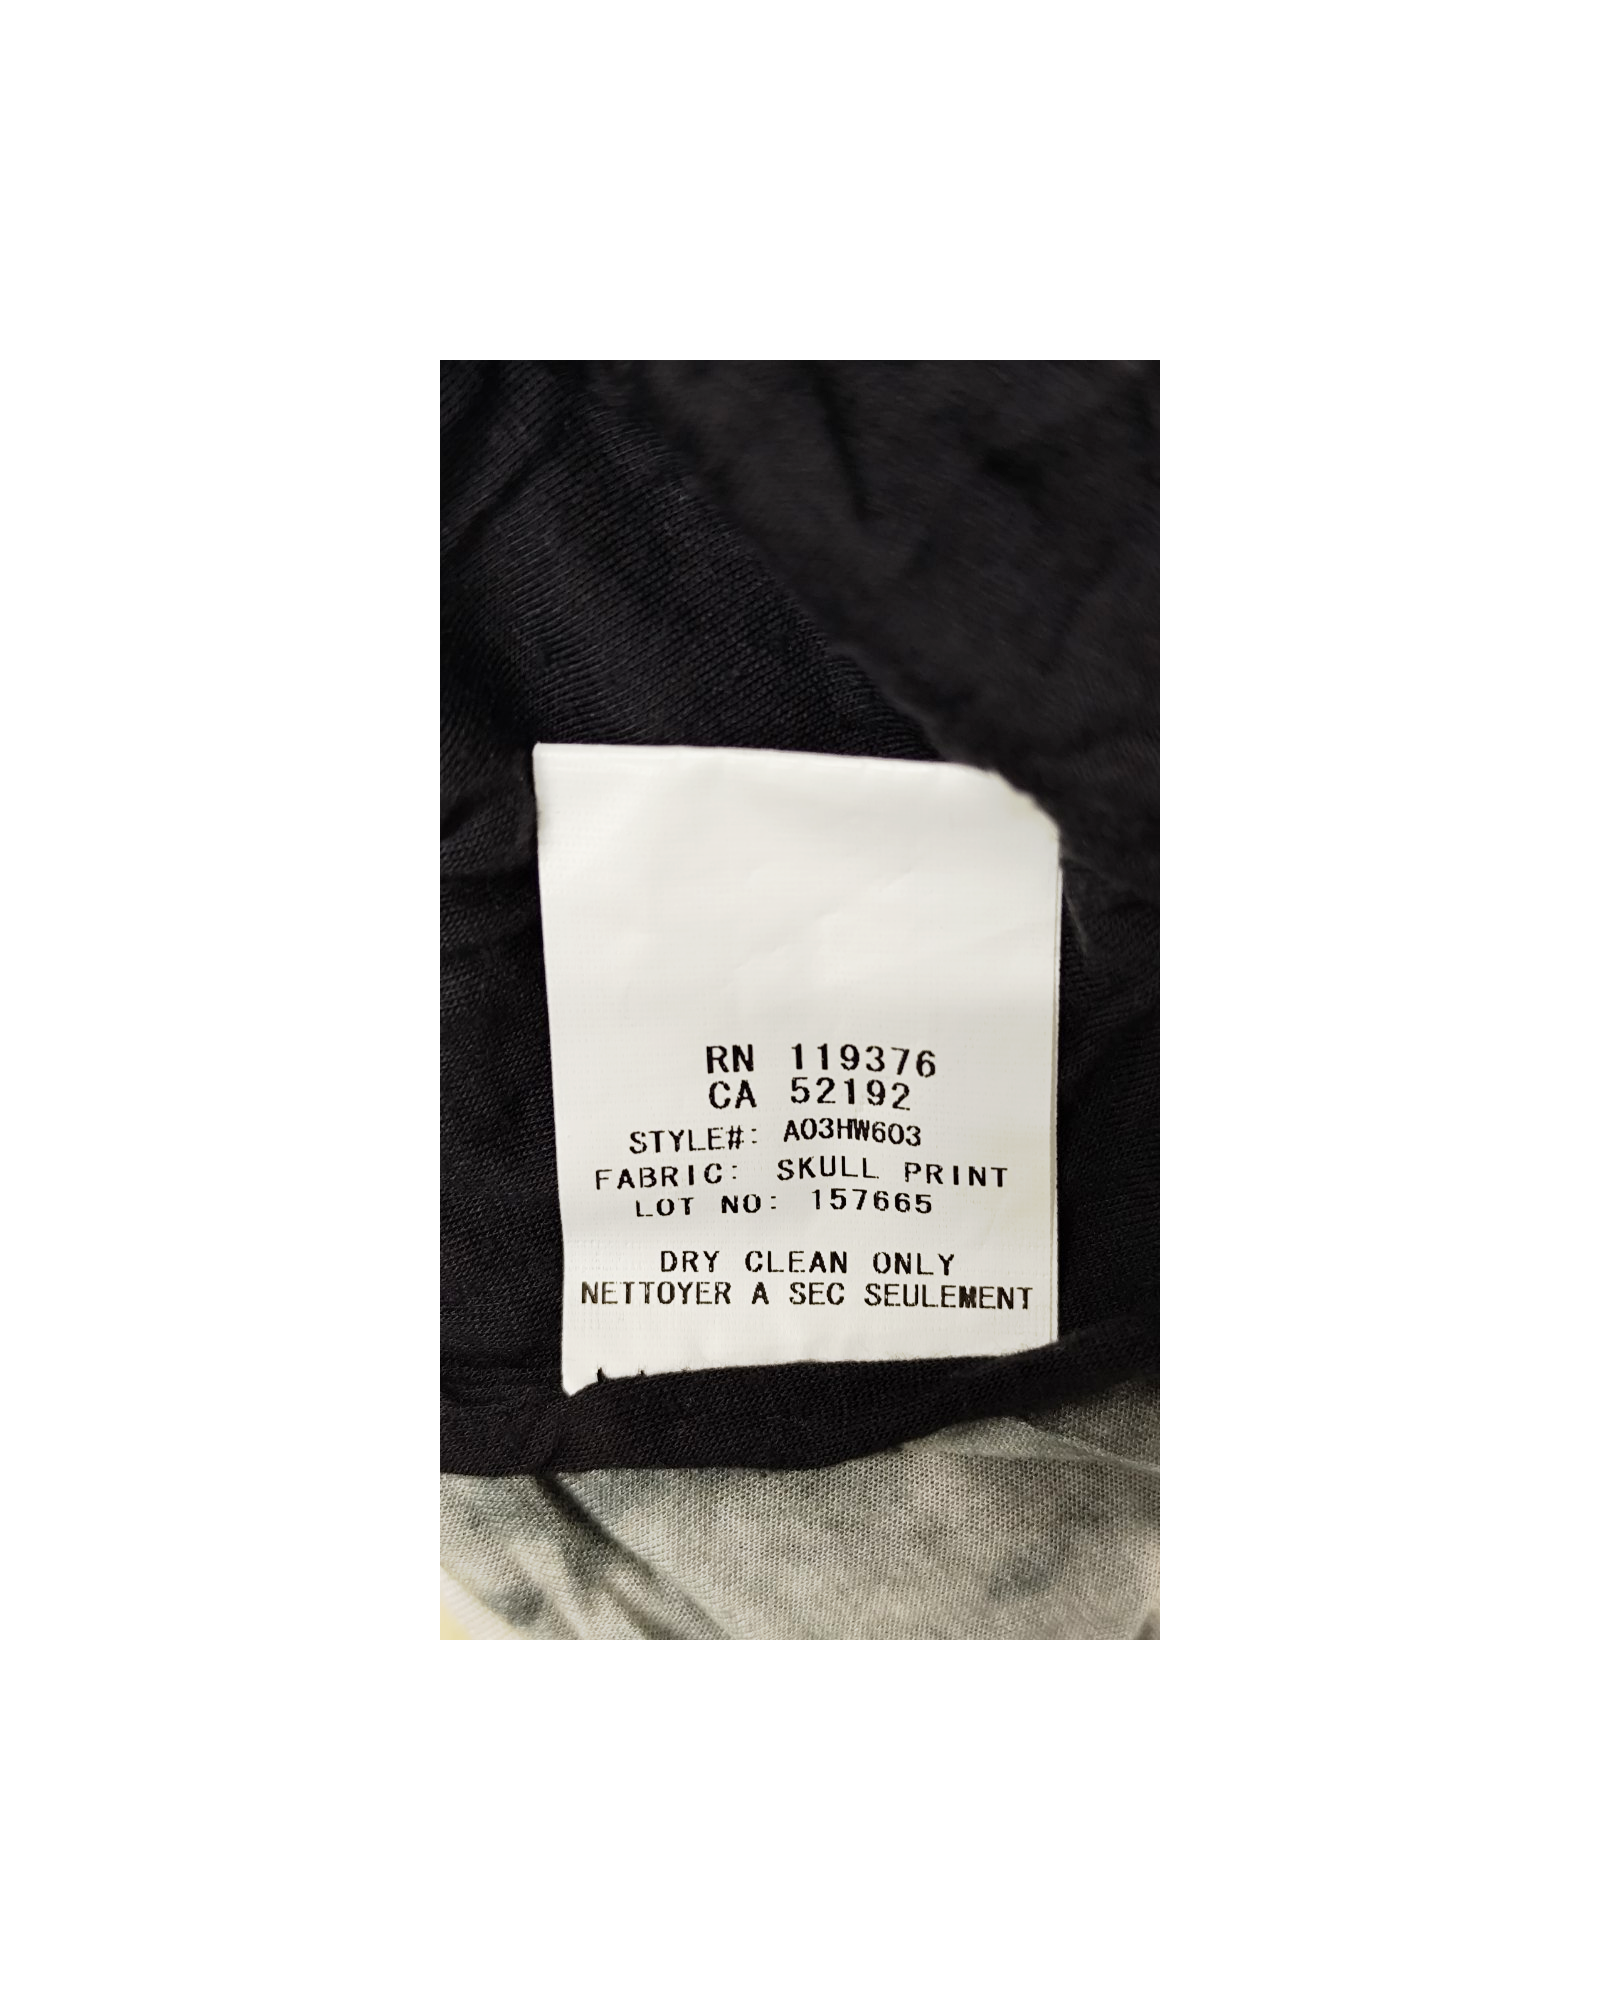 RN 119376
CA 52192
STYLE#: A03HW603
FABRIC: SKULL PRINT
LOT NO: 157665
DRY CLEAN ONLY
NETTOYER A SEC SEULEMENT